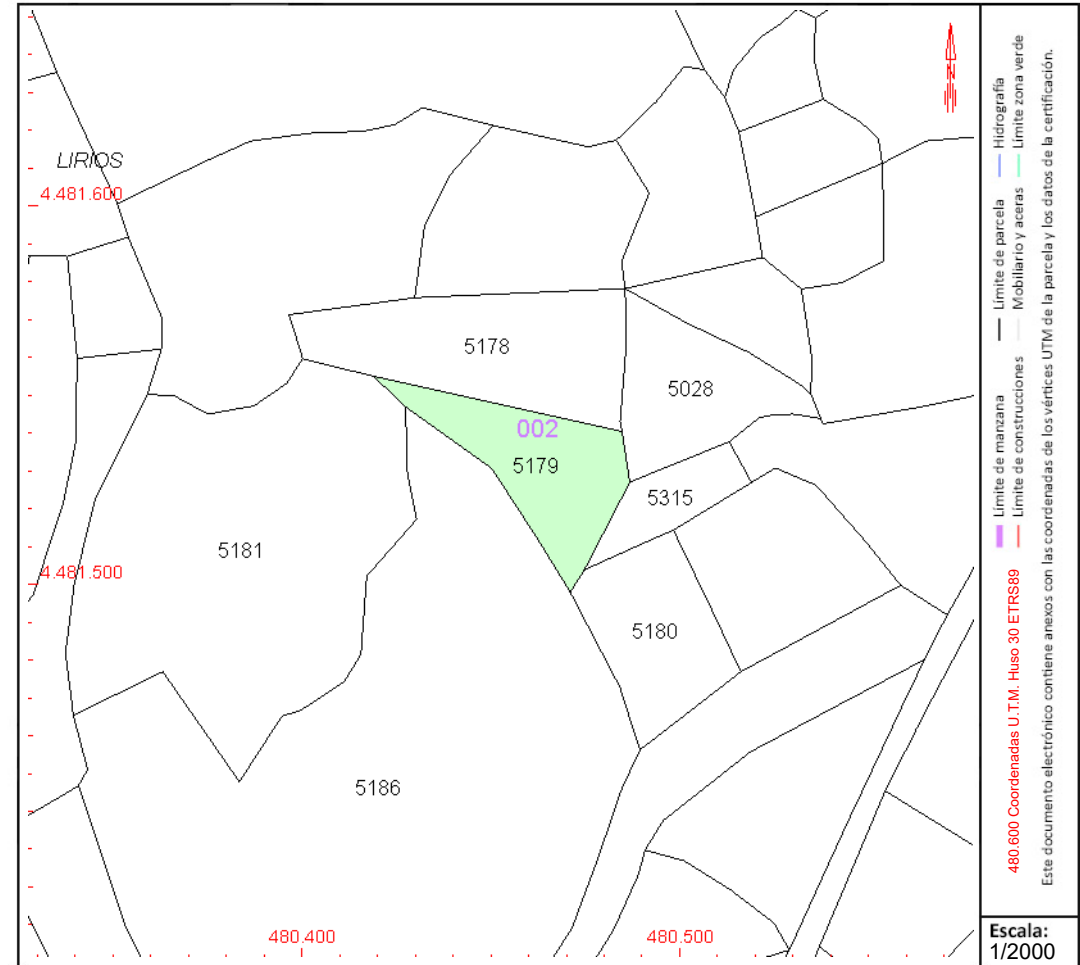 LIRIOS
4.481.600
5178
5028
002
5179
5315
5181
4.481.500
5180
5186
480.400
480.500
N
Límite de manzana
Límite de parcela
Hidrografía
Límite de construcciones
Mobiliario y aceras
Límite zona verde
480.600 Coordenadas U.T.M. Huso 30 ETRS89
Este documento electrónico contiene anexos con las coordenadas de los vértices UTM de la parcela y los datos de la certificación.
Escala:
1/2000